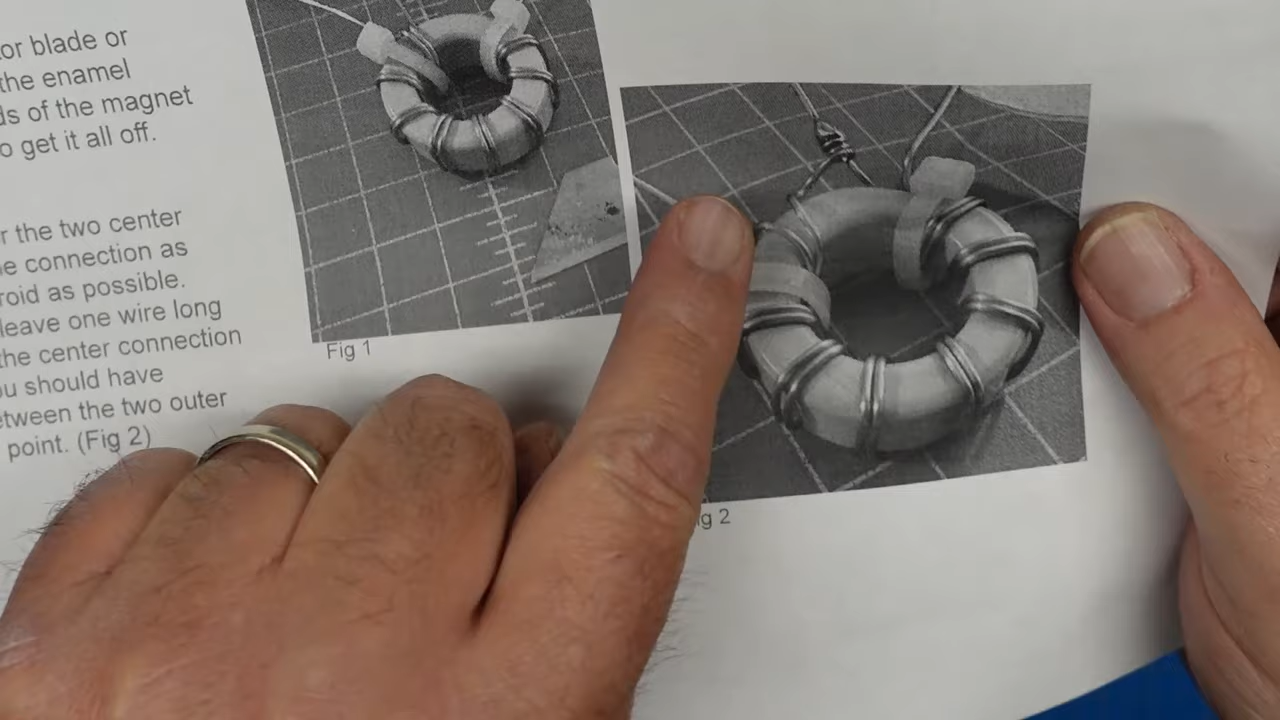 or blade or
the enamel
ds of the magnet
o get it all off.
r the two center
e connection as
roid as possible.
leave one wire long
the center connection
ou should have
etween the two outer
point. (Fig 2)
Fig 1
ig 2